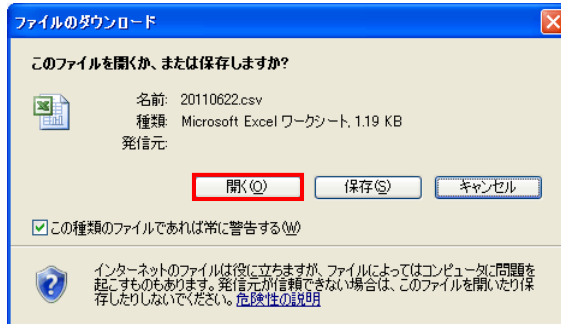 ファイルのダウンロード
このファイルを開くか、または保存しますか?
名前: 20110622.csv
種類: Microsoft Excel ワークシート, 1.19 KB
発信元:
開く(O) 保存(S) キャンセル
この種類のファイルであれば常に警告する(W)
インターネットのファイルは役に立ちますが、ファイルによってはコンピュータに問題を
起こすものもあります。発信元が信頼できない場合は、このファイルを開いたり保
存したりしないでください。危険性の説明